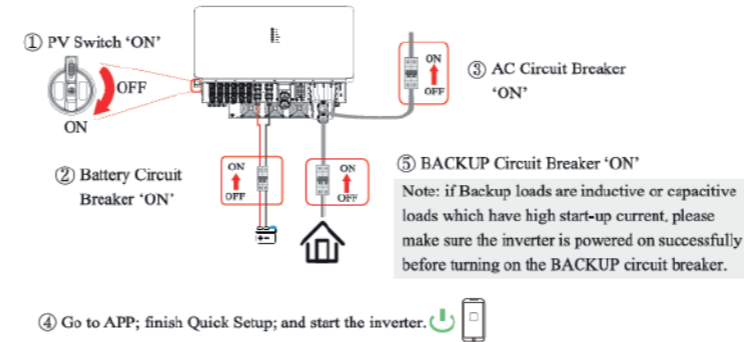 ① PV Switch ‘ON’
OFF
ON
② Battery Circuit
Breaker ‘ON’
ON
OFF
ON
OFF
ON
OFF
③ AC Circuit Breaker
‘ON’
⑤ BACKUP Circuit Breaker ‘ON’
Note: if Backup loads are inductive or capacitive
loads which have high start-up current, please
make sure the inverter is powered on successfully
before turning on the BACKUP circuit breaker.
④ Go to APP; finish Quick Setup; and start the inverter.